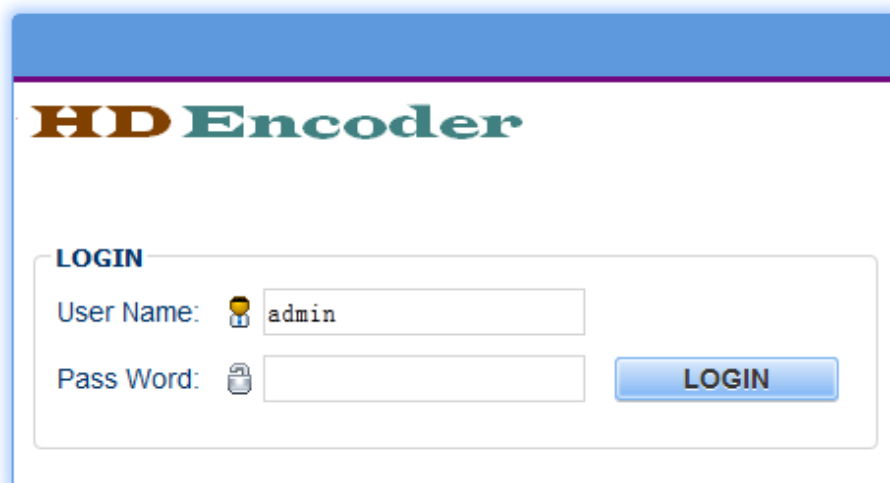 HD Encoder
LOGIN
User Name: admin
Pass Word: LOGIN